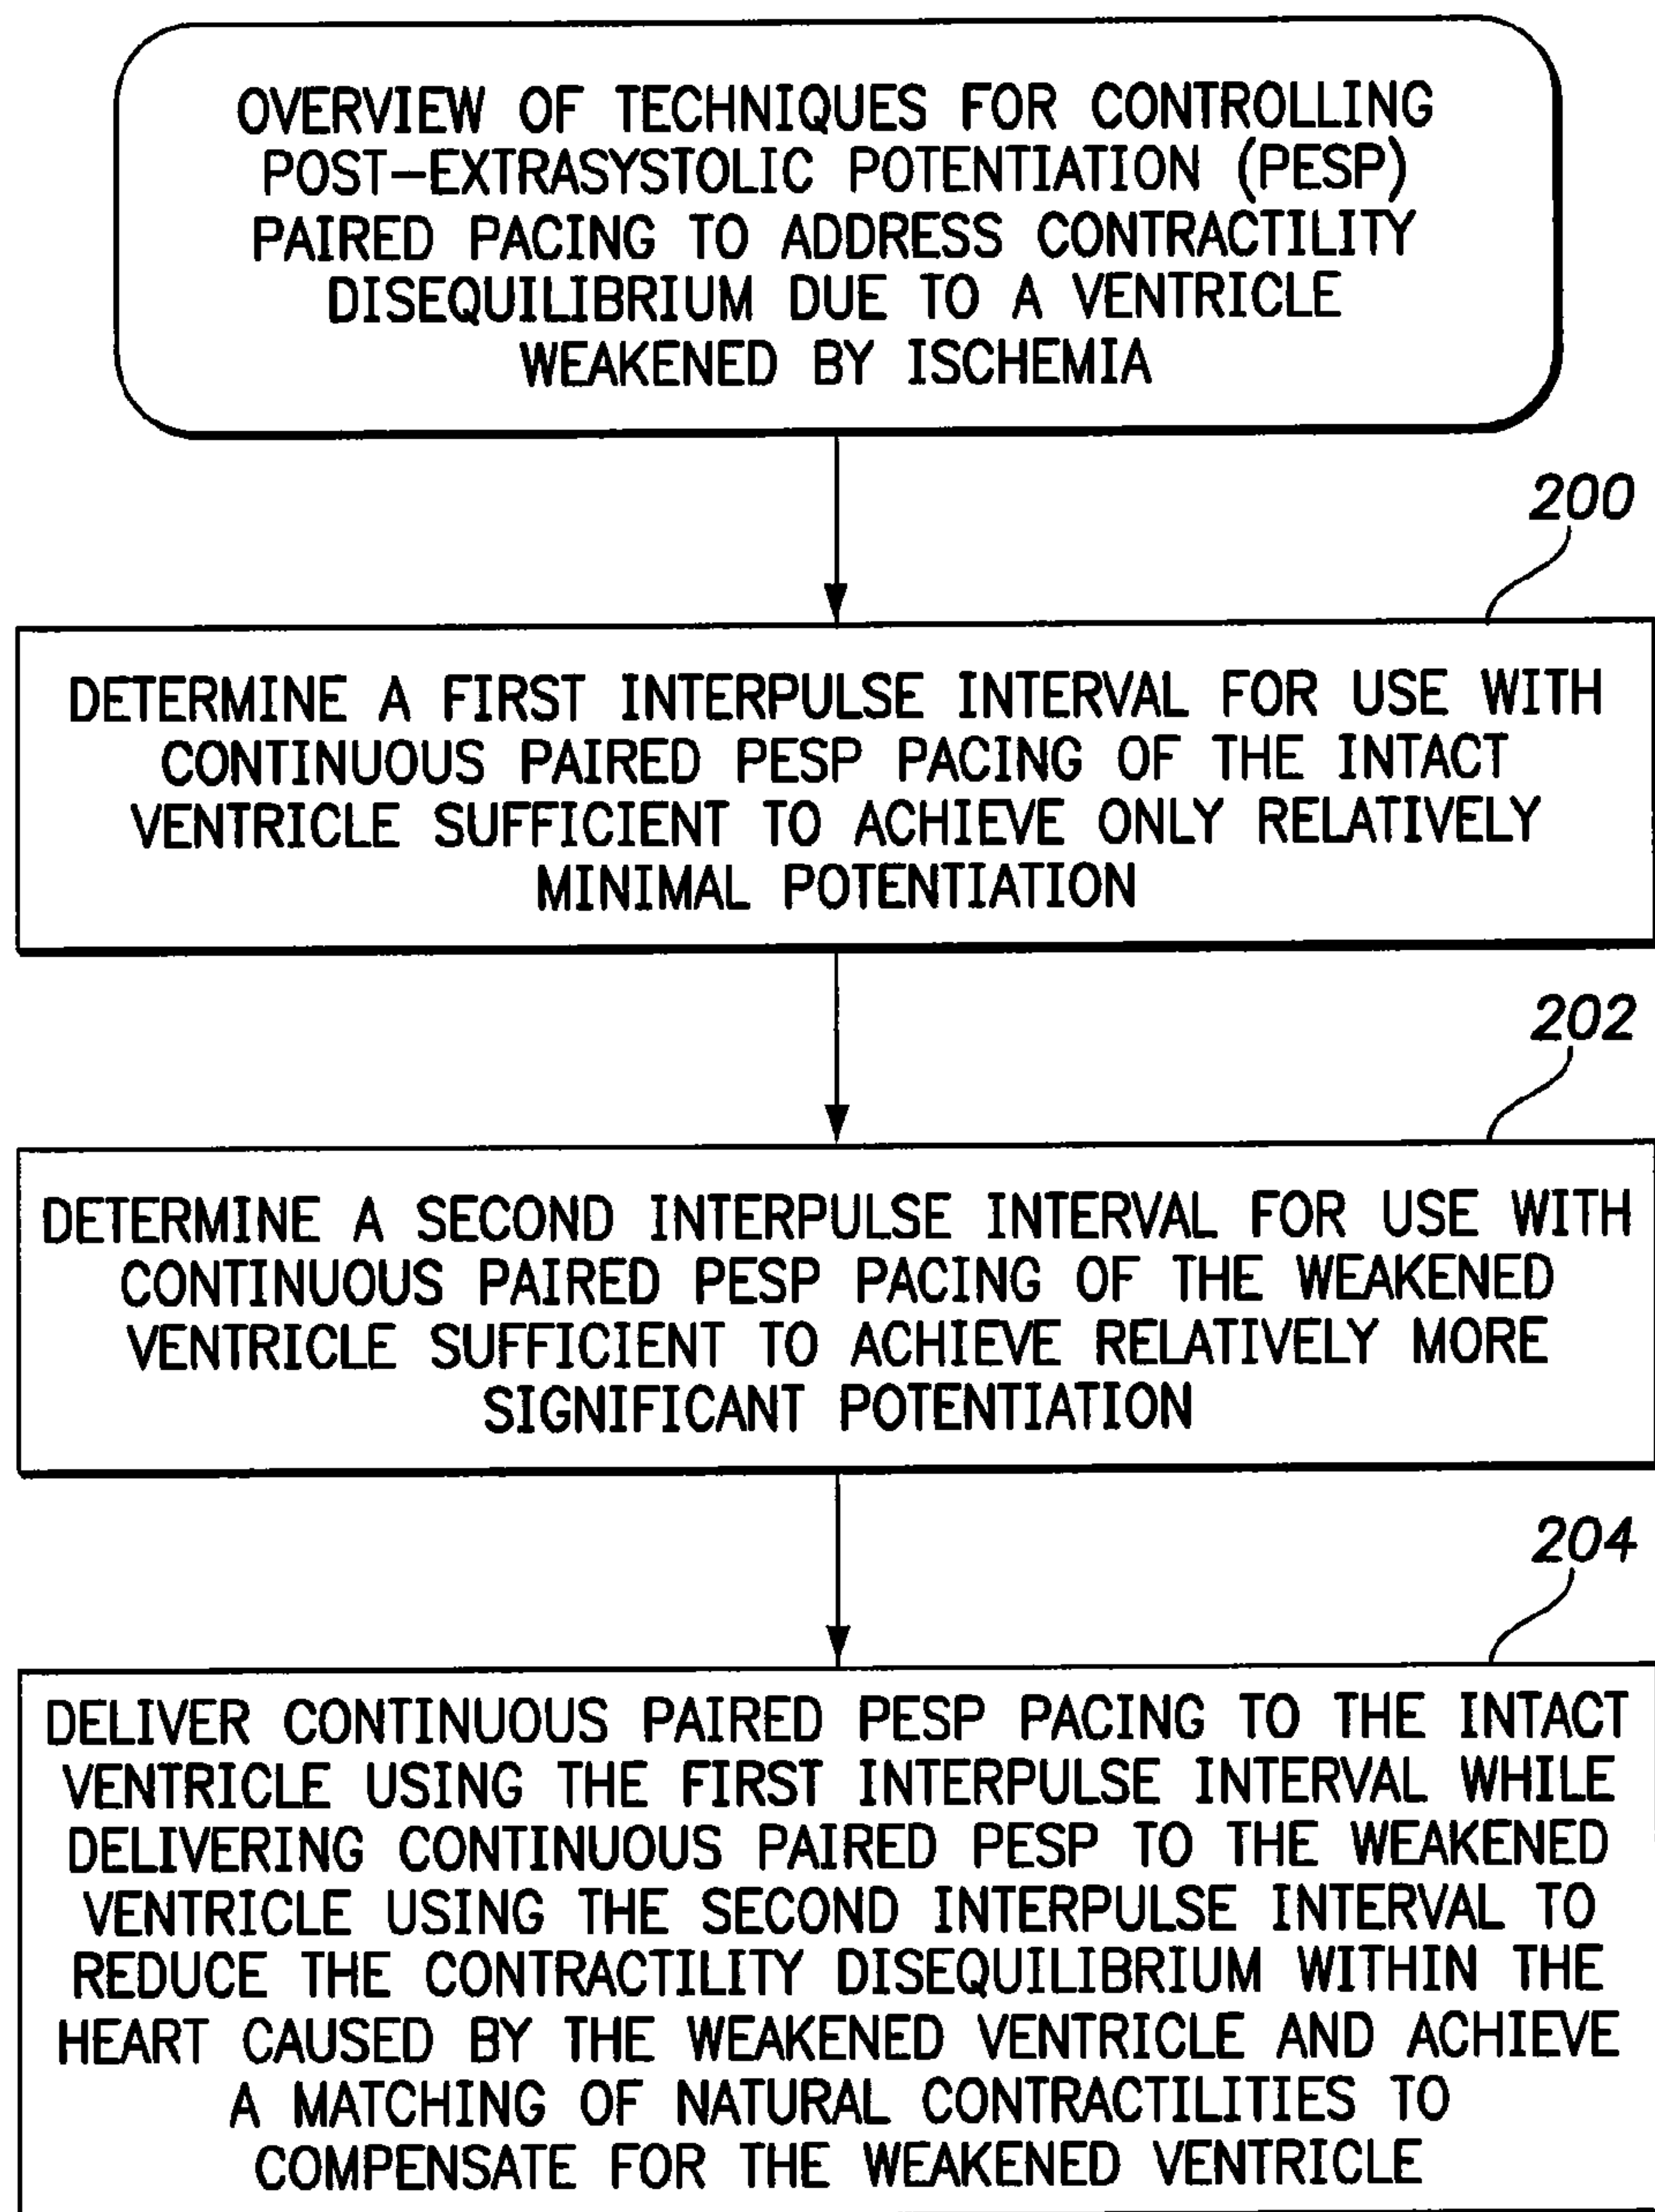 OVERVIEW OF TECHNIQUES FOR CONTROLLING
POST-EXTRASYSTOLIC POTENTIATION (PESP)
PAIRED PACING TO ADDRESS CONTRACTILITY
DISEQUILIBRIUM DUE TO A VENTRICLE
WEAKENED BY ISCHEMIA
200
DETERMINE A FIRST INTERPULSE INTERVAL FOR USE WITH
CONTINUOUS PAIRED PESP PACING OF THE INTACT
VENTRICLE SUFFICIENT TO ACHIEVE ONLY RELATIVELY
MINIMAL POTENTIATION
202
DETERMINE A SECOND INTERPULSE INTERVAL FOR USE WITH
CONTINUOUS PAIRED PESP PACING OF THE WEAKENED
VENTRICLE SUFFICIENT TO ACHIEVE RELATIVELY MORE
SIGNIFICANT POTENTIATION
204
DELIVER CONTINUOUS PAIRED PESP PACING TO THE INTACT
VENTRICLE USING THE FIRST INTERPULSE INTERVAL WHILE
DELIVERING CONTINUOUS PAIRED PESP TO THE WEAKENED
VENTRICLE USING THE SECOND INTERPULSE INTERVAL TO
REDUCE THE CONTRACTILITY DISEQUILIBRIUM WITHIN THE
HEART CAUSED BY THE WEAKENED VENTRICLE AND ACHIEVE
A MATCHING OF NATURAL CONTRACTILITIES TO
COMPENSATE FOR THE WEAKENED VENTRICLE